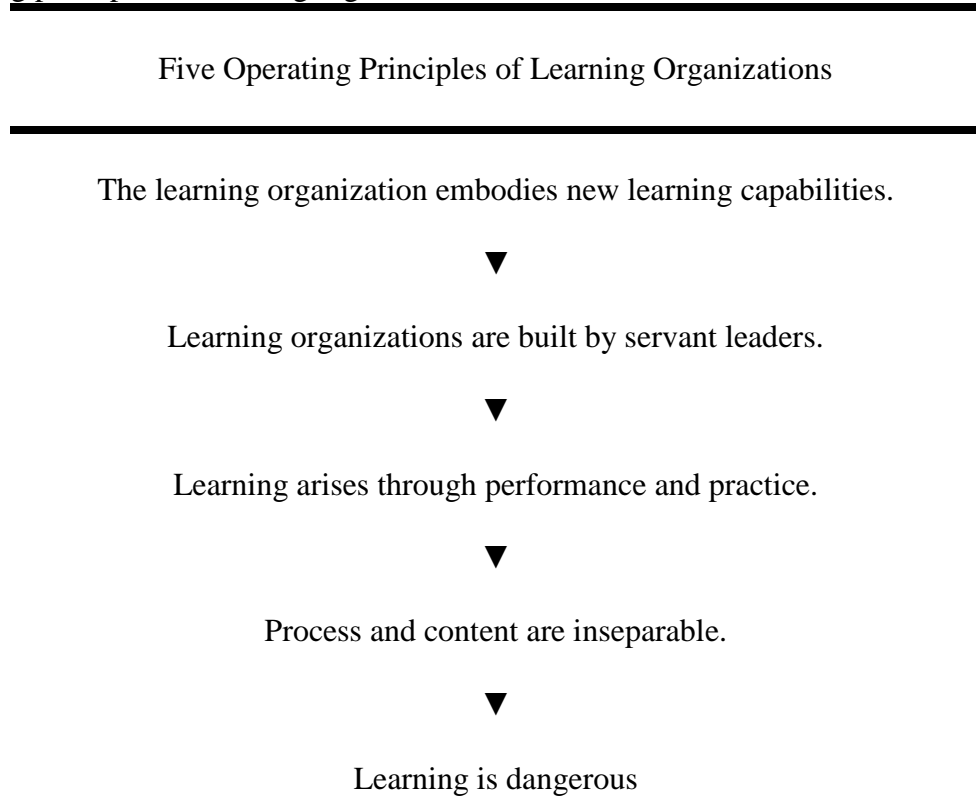 Five Operating Principles of Learning Organizations
The learning organization embodies new learning capabilities.
▼
Learning organizations are built by servant leaders.
▼
Learning arises through performance and practice.
▼
Process and content are inseparable.
▼
Learning is dangerous